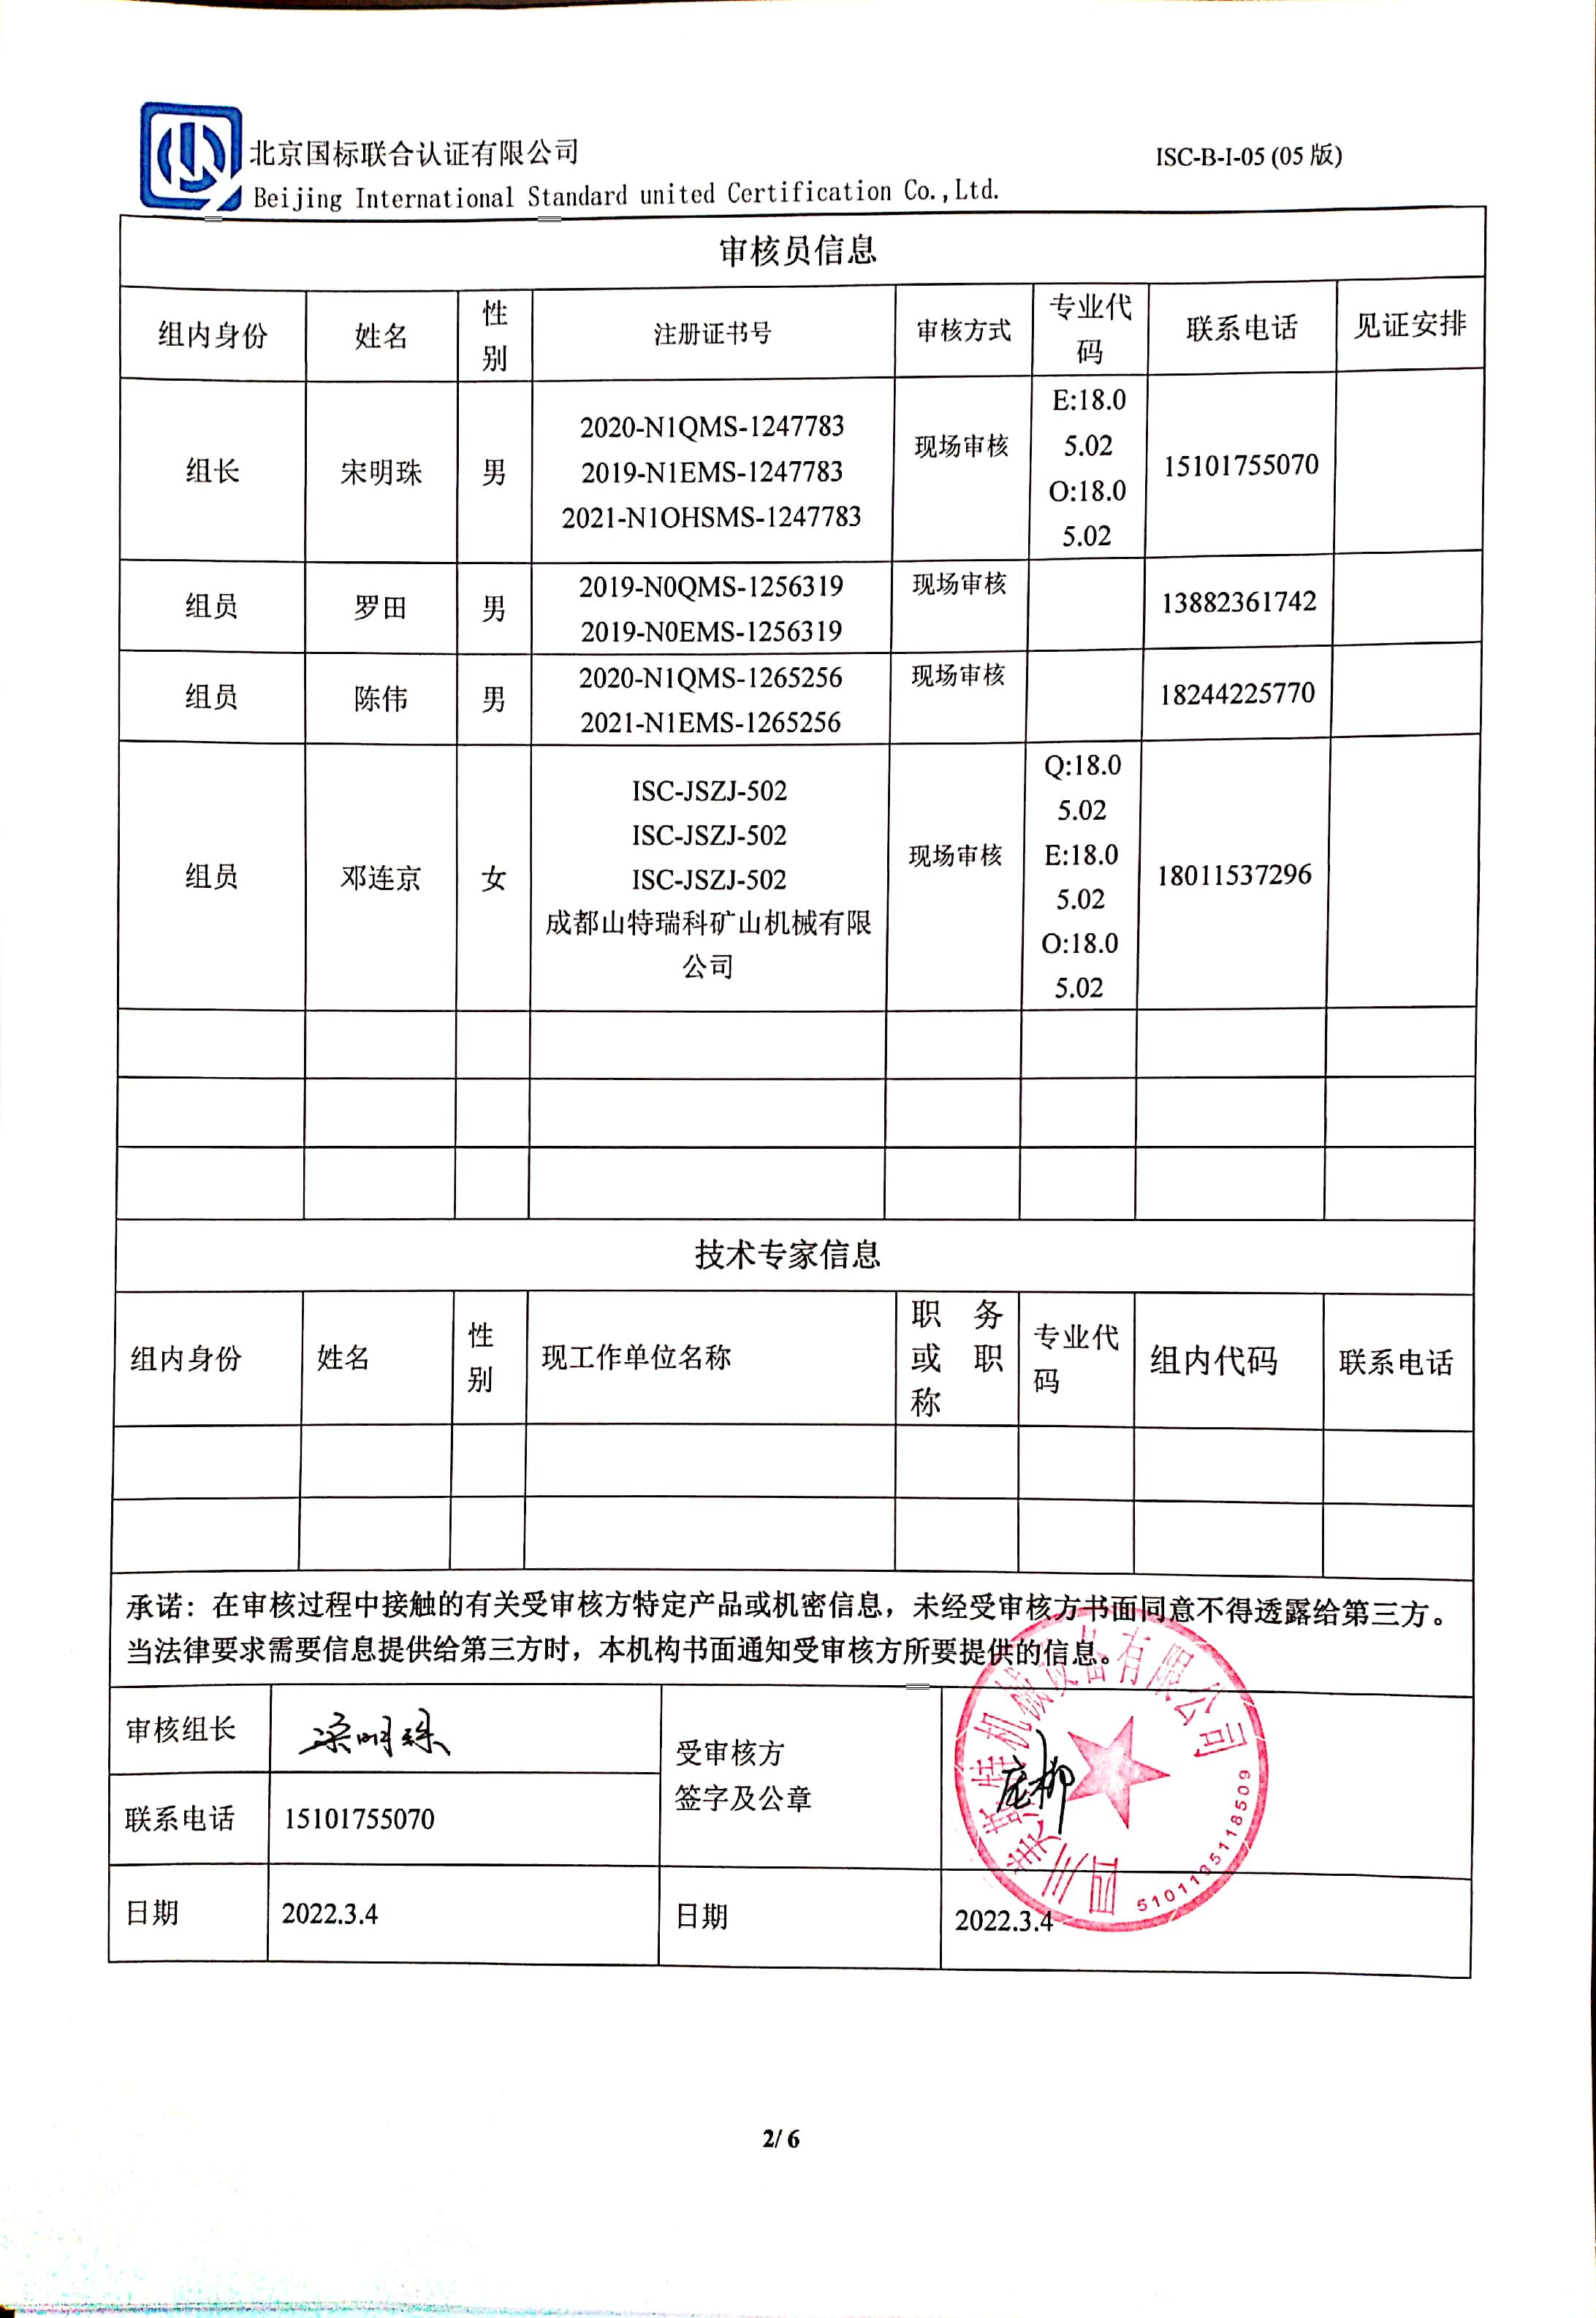 北京国标联合认证有限公司
ISC-B-I-05 (05 版)
Beijing International Standard united Certification Co.,Ltd.
审核员信息
组内身份 姓名 性别 注册证书号 审核方式 专业代码 联系电话 见证安排
组长 宋明珠 男
2020-N1QMS-1247783
2019-N1EMS-1247783
2021-N1OHSMS-1247783
现场审核
E:18.0
5.02
O:18.0
5.02
15101755070
组员 罗田 男
2019-N0QMS-1256319
2019-N0EMS-1256319
现场审核
13882361742
组员 陈伟 男
2020-N1QMS-1265256
2021-N1EMS-1265256
现场审核
18244225770
组员 邓连京 女
ISC-JSZJ-502
ISC-JSZJ-502
ISC-JSZJ-502
成都山特瑞科矿山机械有限
公司
现场审核
Q:18.0
5.02
E:18.0
5.02
O:18.0
5.02
18011537296
技术专家信息
组内身份 姓名 性别 现工作单位名称 职务或职称 专业代码 组内代码 联系电话
承诺：在审核过程中接触的有关受审核方特定产品或机密信息，未经受审核方书面同意不得透露给第三方。
当法律要求需要信息提供给第三方时，本机构书面通知受审核方所要提供的信息。
审核组长 宋明珠
受审核方
签字及公章
联系电话 15101755070
机械设备有限公司
5101135118509
日期 2022.3.4 日期 2022.3.4
2/ 6